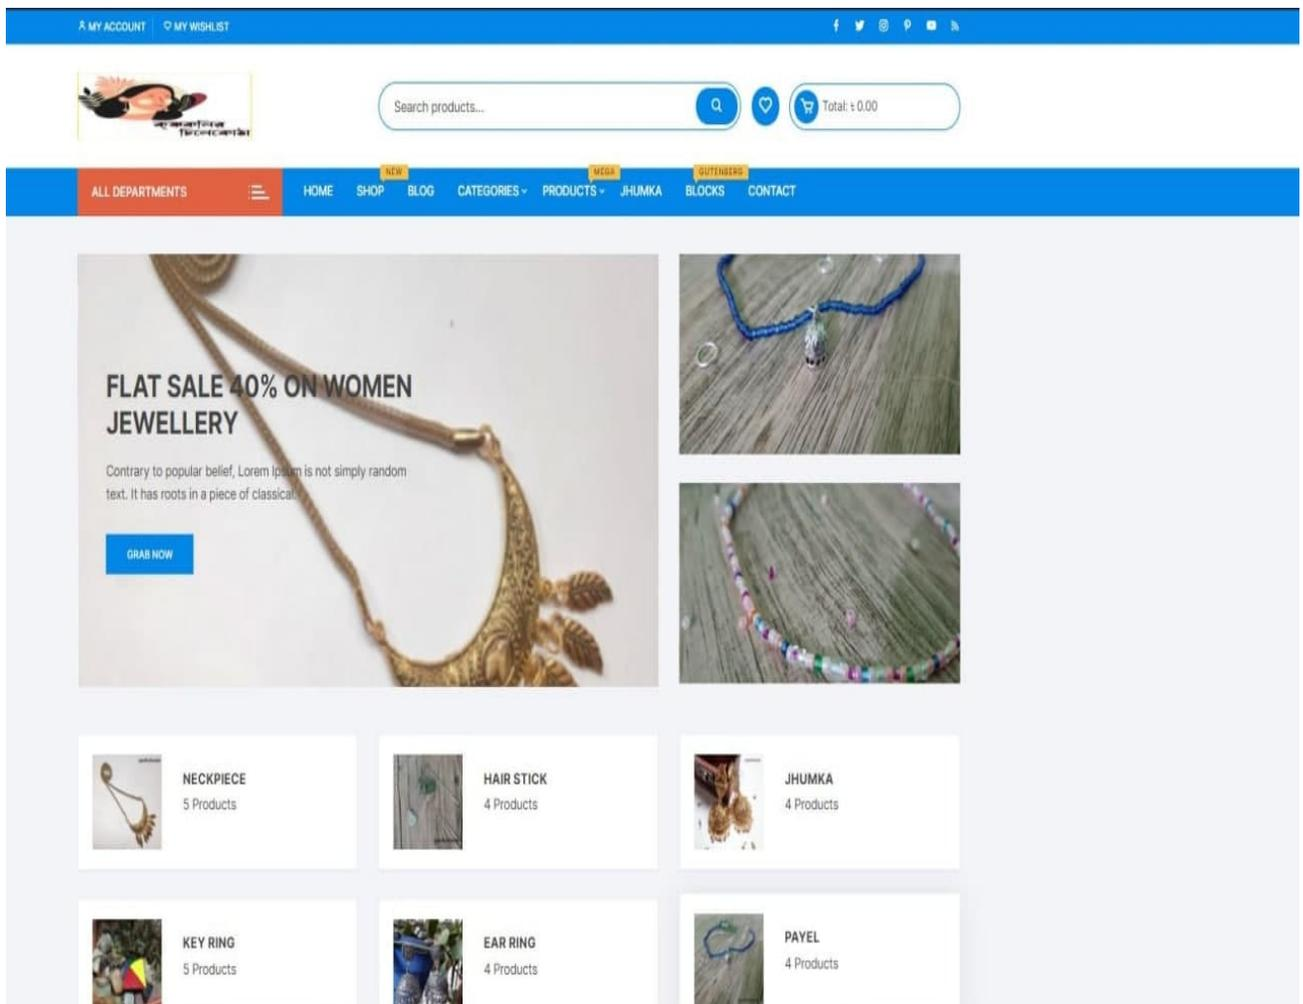 MY ACCOUNT
MY WISHLIST
Search products...
Total: ৳ 0.00
ALL DEPARTMENTS
HOME
SHOP
NEW
BLOG
CATEGORIES
PRODUCTS
MEGA
JHUMKA
BLOCKS
GUTENBERG
CONTACT
FLAT SALE 40% ON WOMEN
JEWELLERY
Contrary to popular belief, Lorem Ipsum is not simply random
text. It has roots in a piece of classical.
GRAB NOW
NECKPIECE
5 Products
HAIR STICK
4 Products
JHUMKA
4 Products
KEY RING
5 Products
EAR RING
4 Products
PAYEL
4 Products